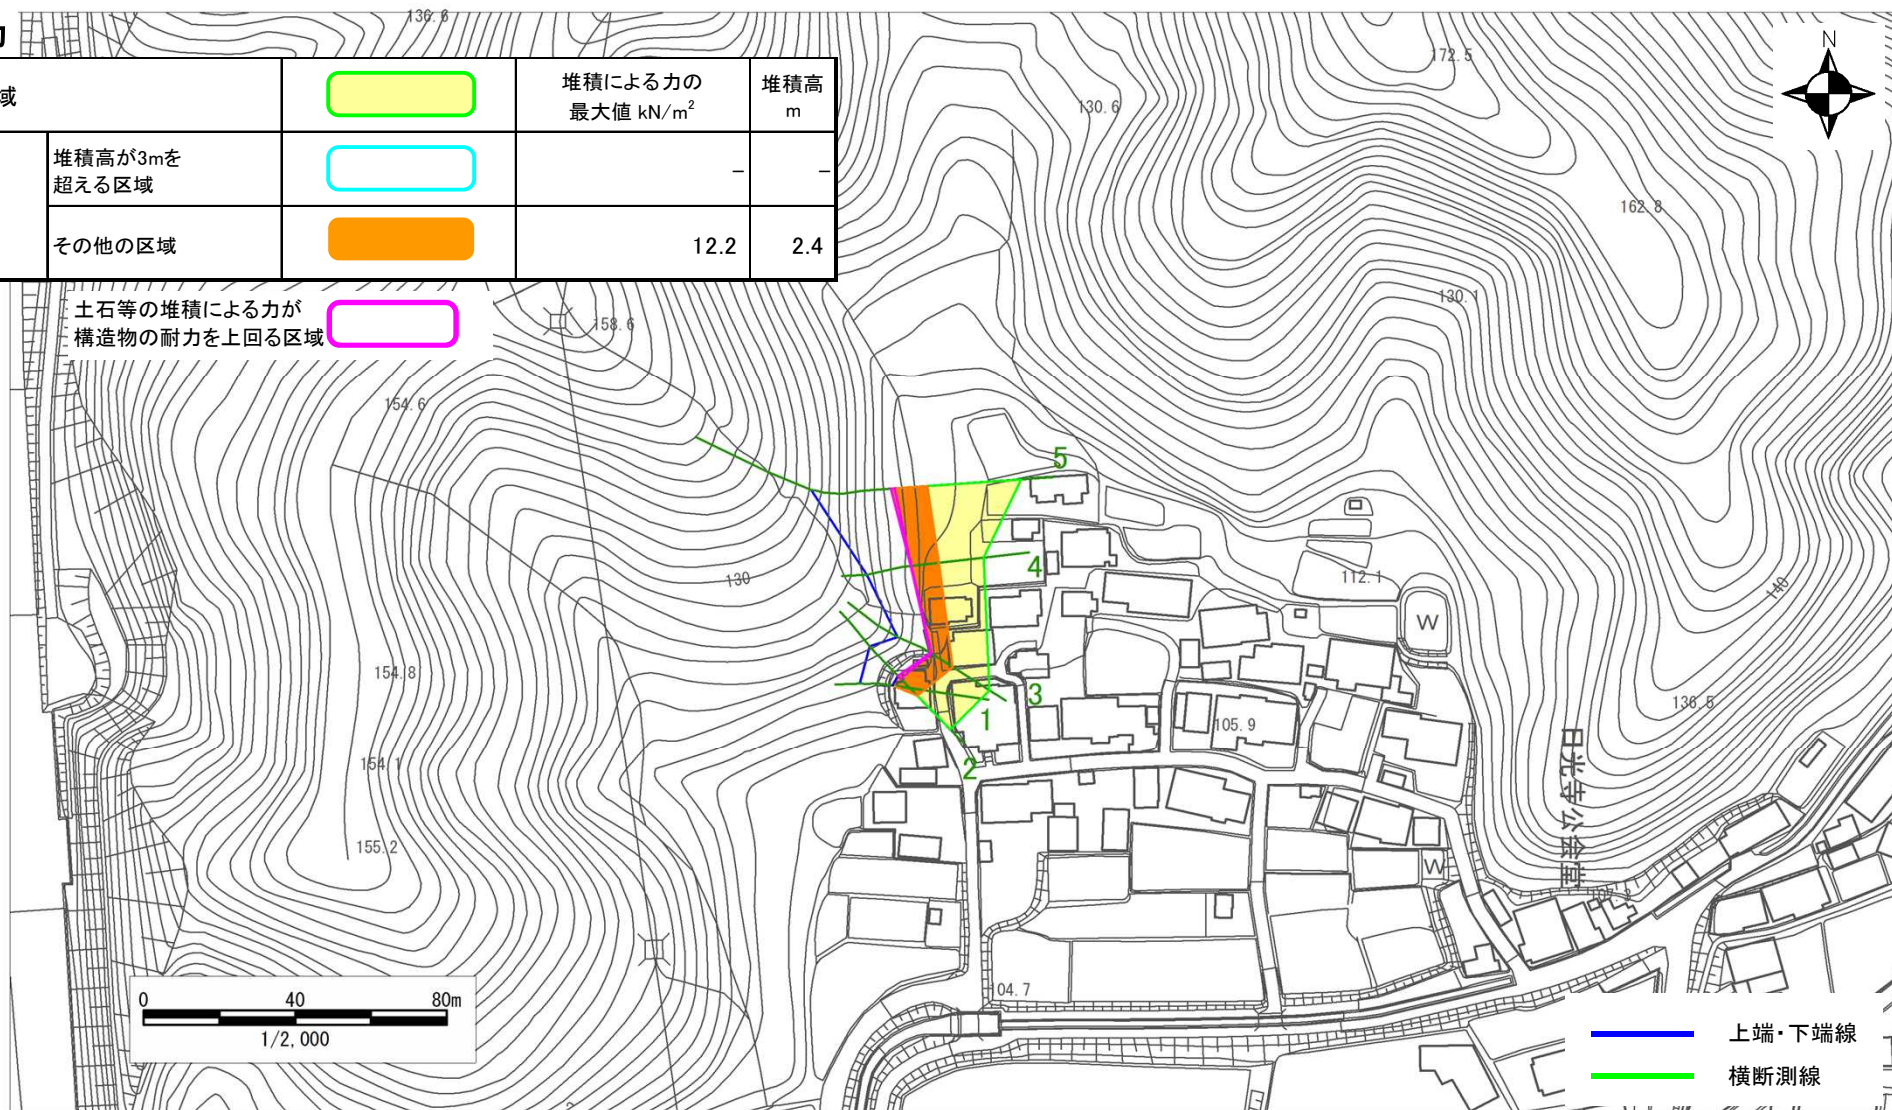 力
域
堆積による力の
最大値 kN/m²
堆積高
m
堆積高が3mを
超える区域
－
－
その他の区域
12.2
2.4
土石等の堆積による力が
構造物の耐力を上回る区域
N
136.6
172.5
130.6
162.8
130.1
158.6
154.6
5
4
130
112.1
140
W
154.8
3
1
136.5
105.9
2
154.1
日光寺公会堂
155.2
W
104.7
0 40 80m
1/2,000
上端・下端線
横断測線